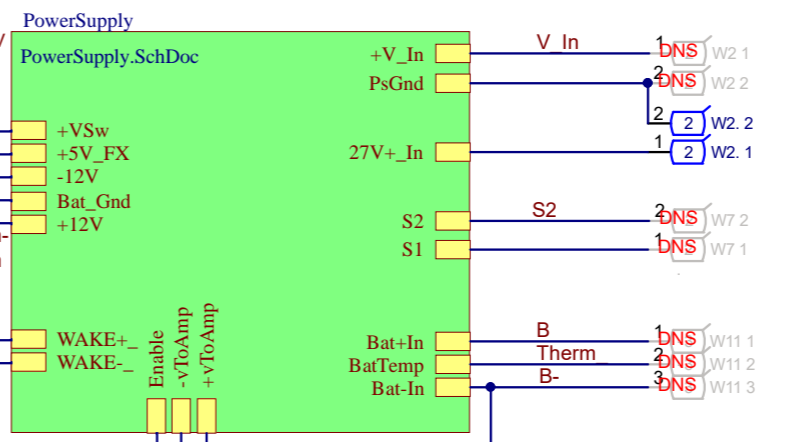 PowerSupply
PowerSupply.SchDoc
+V_In V_In 1 DNS W2 1
PsGnd 2 DNS W2 2
2 2 W2. 2
+VSw
+5V_FX 27V+_In 1 2 W2. 1
-12V
Bat_Gnd
+12V S2 S2 2 DNS W7 2
S1 1 DNS W7 1
WAKE+_ Bat+In B 1 DNS W11 1
WAKE-_ BatTemp Therm_ 2 DNS W11 2
Bat-In B- 3 DNS W11 3
Enable
-vToAmp
+vToAmp